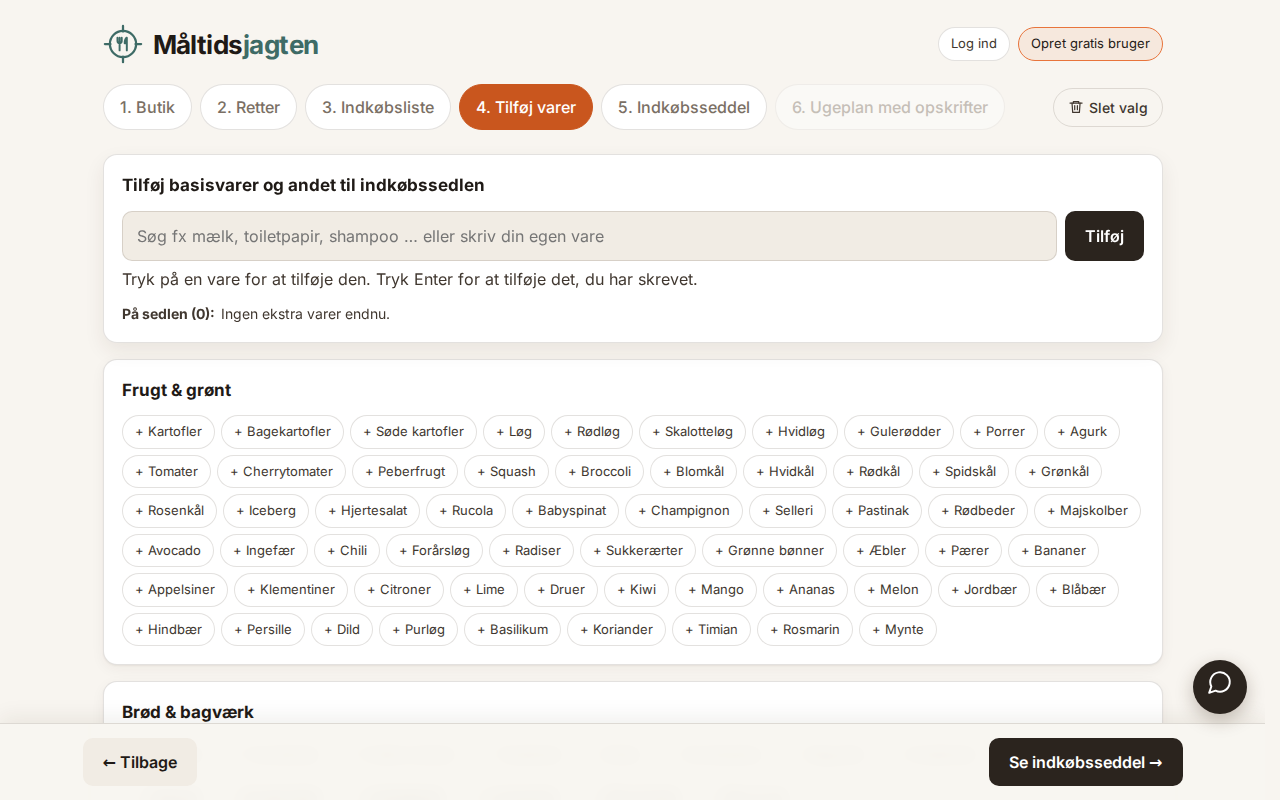 Måltidsjagten
Log ind
Opret gratis bruger
1. Butik
2. Retter
3. Indkøbsliste
4. Tilføj varer
5. Indkøbsseddel
6. Ugeplan med opskrifter
Slet valg
Tilføj basisvarer og andet til indkøbssedlen
Søg fx mælk, toiletpapir, shampoo ... eller skriv din egen vare
Tilføj
Tryk på en vare for at tilføje den. Tryk Enter for at tilføje det, du har skrevet.
På sedlen (0): Ingen ekstra varer endnu.
Frugt & grønt
+ Kartofler + Bagekartofler + Søde kartofler + Løg + Rødløg + Skalotteløg + Hvidløg + Gulerødder + Porrer + Agurk
+ Tomater + Cherrytomater + Peberfrugt + Squash + Broccoli + Blomkål + Hvidkål + Rødkål + Spidskål + Grønkål
+ Rosenkål + Iceberg + Hjertesalat + Rucola + Babyspinat + Champignon + Selleri + Pastinak + Rødbeder + Majskolber
+ Avocado + Ingefær + Chili + Forårsløg + Radiser + Sukkerærter + Grønne bønner + Æbler + Pærer + Bananer
+ Appelsiner + Klementiner + Citroner + Lime + Druer + Kiwi + Mango + Ananas + Melon + Jordbær + Blåbær
+ Hindbær + Persille + Dild + Purløg + Basilikum + Koriander + Timian + Rosmarin + Mynte
Brød & bagværk
← Tilbage
Se indkøbsseddel →